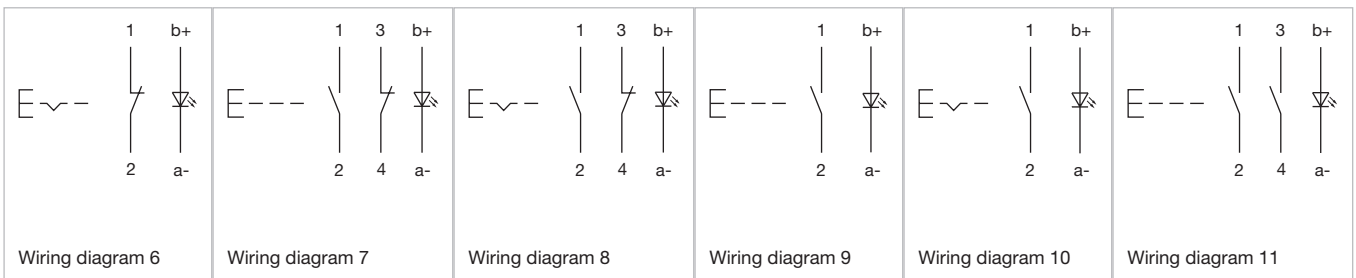 1 b+
2 a-
Wiring diagram 6
1 3 b+
2 4 a-
Wiring diagram 7
1 3 b+
2 4 a-
Wiring diagram 8
1 b+
2 a-
Wiring diagram 9
1 b+
2 a-
Wiring diagram 10
1 3 b+
2 4 a-
Wiring diagram 11